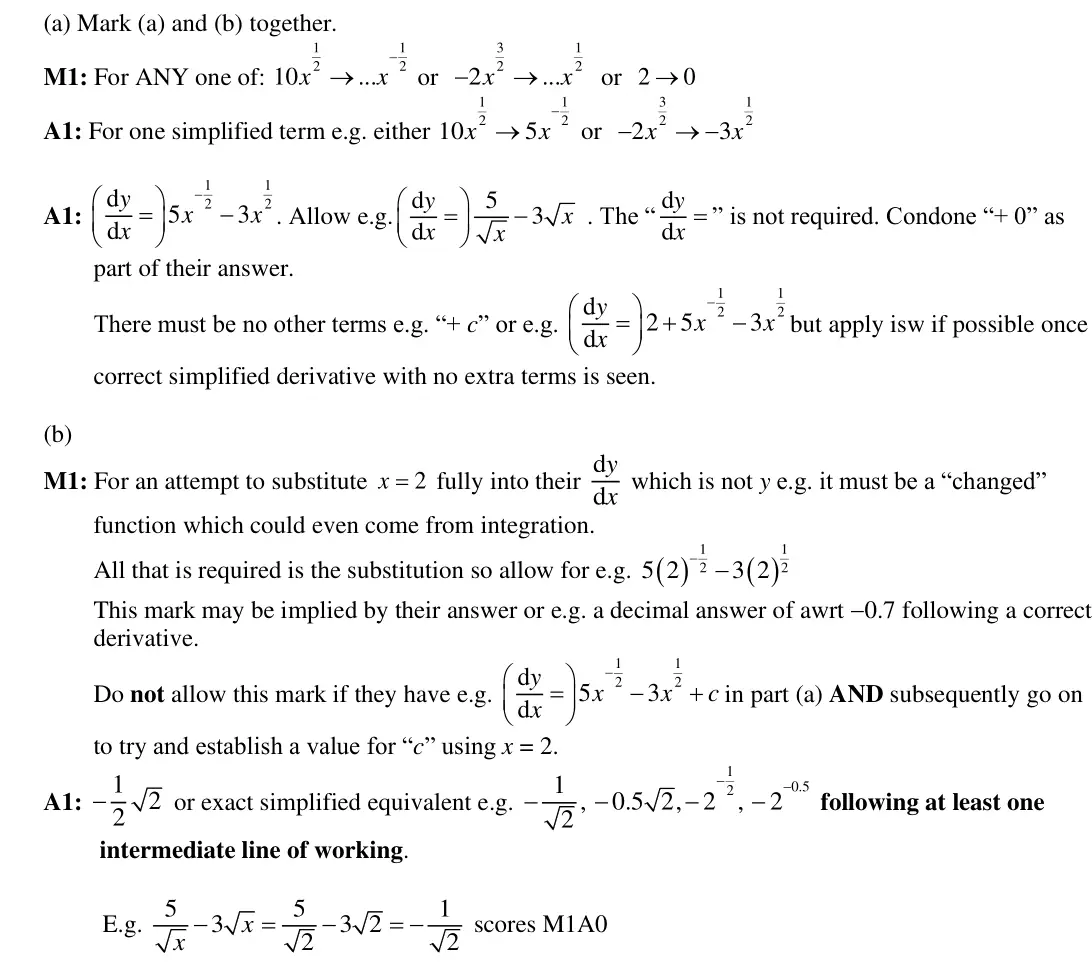 (a) Mark (a) and (b) together.
M1: For ANY one of: 10x^{1/2} → ...x^{−1/2} or −2x^{3/2} → ...x^{1/2} or 2 → 0
A1: For one simplified term e.g. either 10x^{1/2} → 5x^{−1/2} or −2x^{3/2} → −3x^{1/2}
A1: (dy/dx =) 5x^{−1/2} − 3x^{1/2}. Allow e.g. (dy/dx =) 5/√x − 3√x . The “dy/dx =” is not required. Condone “+ 0” as
part of their answer.
There must be no other terms e.g. “+ c” or e.g. (dy/dx =) 2 + 5x^{−1/2} − 3x^{1/2} but apply isw if possible once
correct simplified derivative with no extra terms is seen.
(b)
M1: For an attempt to substitute x = 2 fully into their dy/dx which is not y e.g. it must be a “changed”
function which could even come from integration.
All that is required is the substitution so allow for e.g. 5(2)^{−1/2} − 3(2)^{1/2}
This mark may be implied by their answer or e.g. a decimal answer of awrt −0.7 following a correct
derivative.
Do not allow this mark if they have e.g. (dy/dx =) 5x^{−1/2} − 3x^{1/2} + c in part (a) AND subsequently go on
to try and establish a value for “c” using x = 2.
A1: −1/2 √2 or exact simplified equivalent e.g. −1/√2, −0.5√2, −2^{−1/2}, −2^{−0.5} following at least one
intermediate line of working.
E.g. 5/√x − 3√x = 5/√2 − 3√2 = −1/√2 scores M1A0